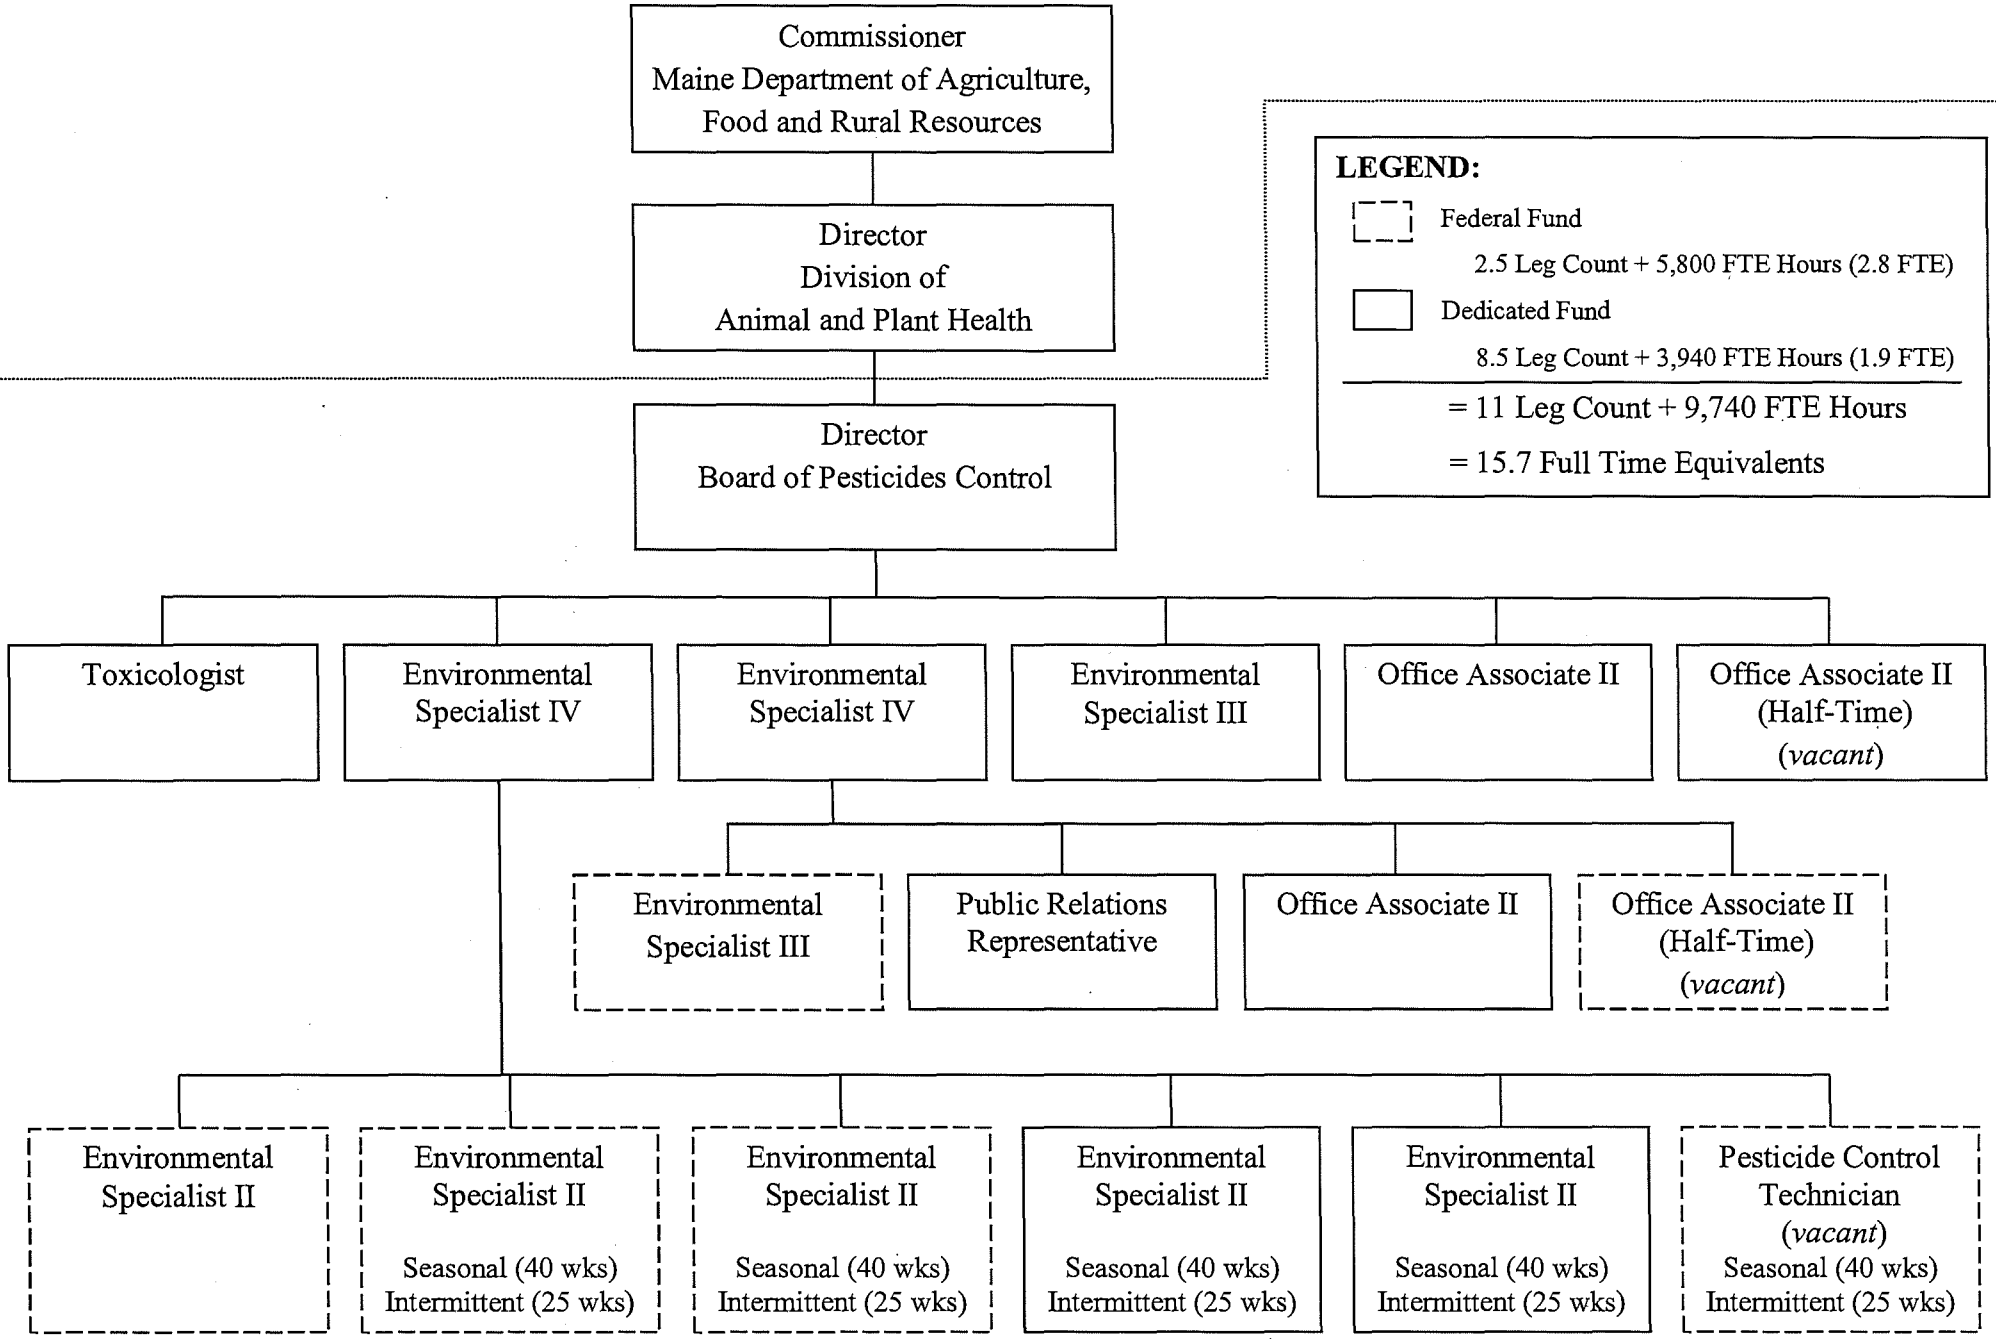 Commissioner
Maine Department of Agriculture,
Food and Rural Resources
Director
Division of
Animal and Plant Health
LEGEND:
Federal Fund
2.5 Leg Count + 5,800 FTE Hours (2.8 FTE)
Dedicated Fund
8.5 Leg Count + 3,940 FTE Hours (1.9 FTE)
= 11 Leg Count + 9,740 FTE Hours
= 15.7 Full Time Equivalents
Director
Board of Pesticides Control
Toxicologist
Environmental
Specialist IV
Environmental
Specialist IV
Environmental
Specialist III
Office Associate II
Office Associate II
(Half-Time)
(vacant)
Environmental
Specialist III
Public Relations
Representative
Office Associate II
Office Associate II
(Half-Time)
(vacant)
Environmental
Specialist II
Environmental
Specialist II
Seasonal (40 wks)
Intermittent (25 wks)
Environmental
Specialist II
Seasonal (40 wks)
Intermittent (25 wks)
Environmental
Specialist II
Seasonal (40 wks)
Intermittent (25 wks)
Environmental
Specialist II
Seasonal (40 wks)
Intermittent (25 wks)
Pesticide Control
Technician
(vacant)
Seasonal (40 wks)
Intermittent (25 wks)